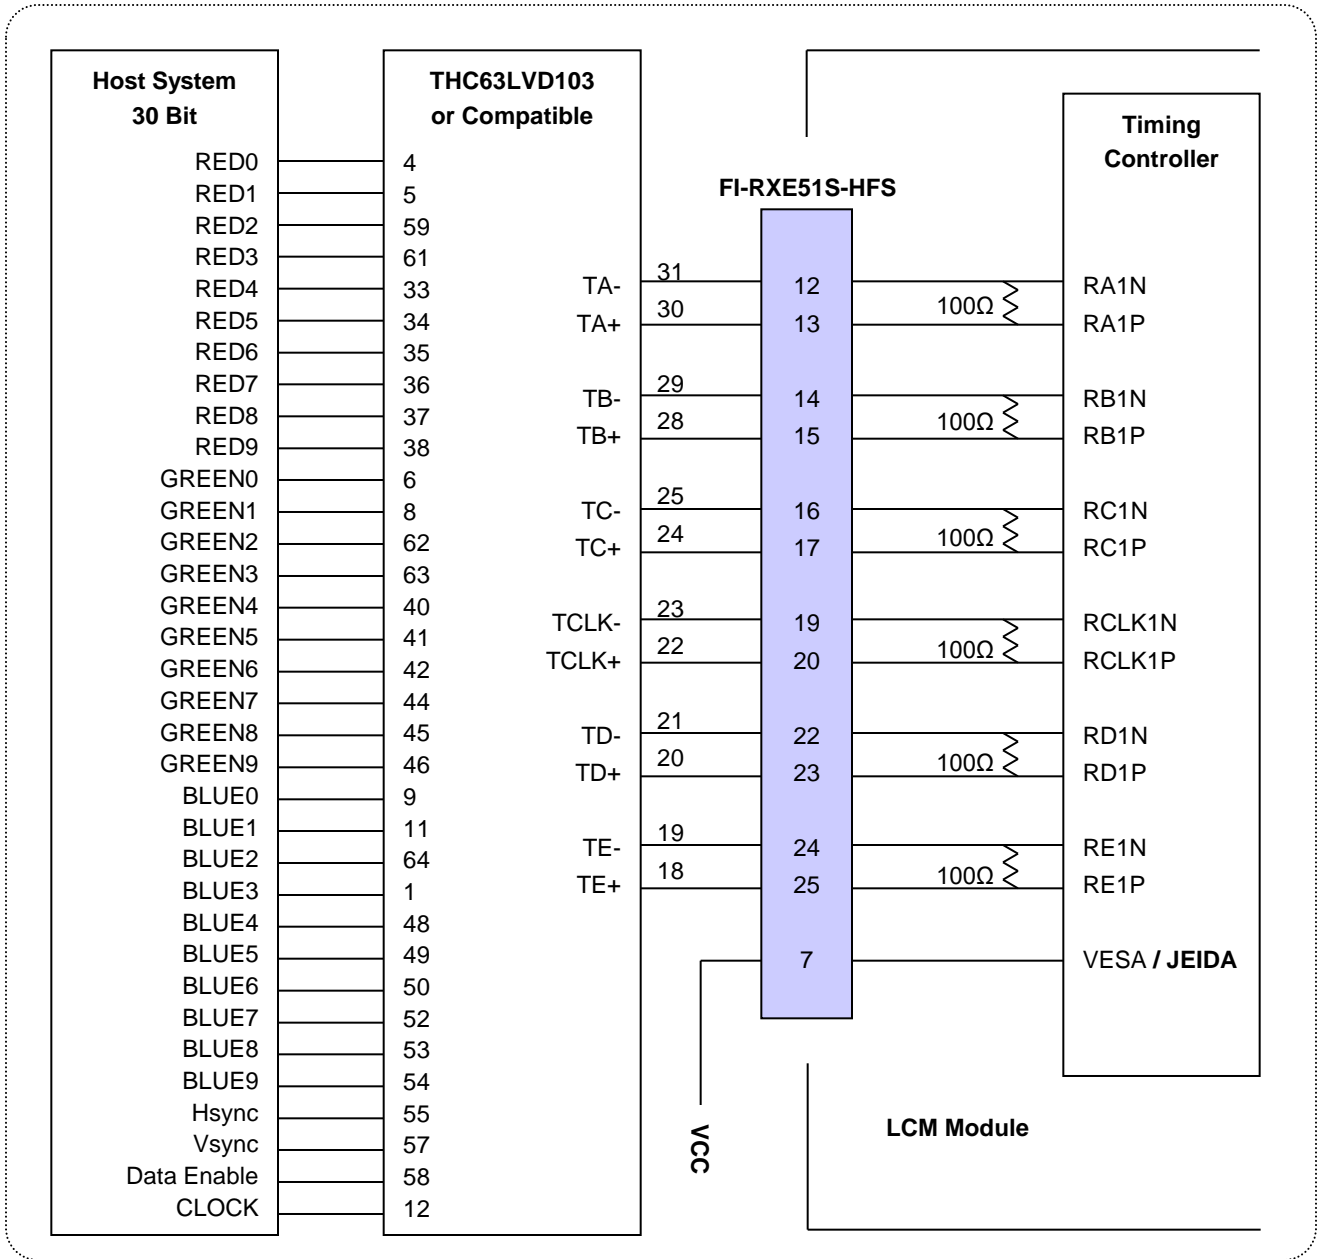 Host System
30 Bit
THC63LVD103
or Compatible
Timing
Controller
FI-RXE51S-HFS
RED0 4
RED1 5
RED2 59
RED3 61
RED4 33
RED5 34
RED6 35
RED7 36
RED8 37
RED9 38
GREEN0 6
GREEN1 8
GREEN2 62
GREEN3 63
GREEN4 40
GREEN5 41
GREEN6 42
GREEN7 44
GREEN8 45
GREEN9 46
BLUE0 9
BLUE1 11
BLUE2 64
BLUE3 1
BLUE4 48
BLUE5 49
BLUE6 50
BLUE7 52
BLUE8 53
BLUE9 54
Hsync 55
Vsync 57
Data Enable 58
CLOCK 12
TA- 31 12 RA1N
100Ω
TA+ 30 13 RA1P
TB- 29 14 RB1N
100Ω
TB+ 28 15 RB1P
TC- 25 16 RC1N
100Ω
TC+ 24 17 RC1P
TCLK- 23 19 RCLK1N
100Ω
TCLK+ 22 20 RCLK1P
TD- 21 22 RD1N
100Ω
TD+ 20 23 RD1P
TE- 19 24 RE1N
100Ω
TE+ 18 25 RE1P
7 VESA / JEIDA
VCC
LCM Module